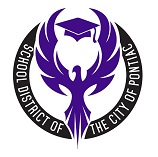 SCHOOL DISTRICT OF
THE CITY OF PONTIAC